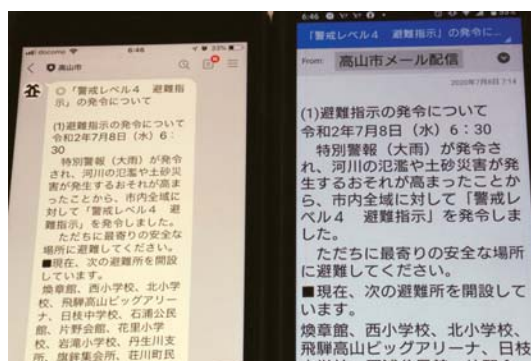 docomo 6:46 33%
高山市
◎「警戒レベル4 避難指
示」の発令について
(1)避難指示の発令について
令和2年7月8日(水)6:
30
特別警報(大雨)が発令
され、河川の氾濫や土砂災
害が発生するおそれが高ま
ったことから、市内全域に
対して「警戒レベル4 避
難指示」を発令しました。
ただちに最寄りの安全な
場所に避難してください。
■現在、次の避難所を開設
しています。
煥章館、西小学校、北小学
校、飛騨高山ビッグアリー
ナ、日枝中学校、石浦公民
館、片野会館、花里小学
校、岩滝小学校、丹生川支
所、旗鉾集会所、荘川町民
6:46
「警戒レベル4 避難指示」の発令に...
From: 高山市メール配信
2020年7月8日 7:14
(1)避難指示の発令について
令和2年7月8日(水)6:30
特別警報(大雨)が発令さ
れ、河川の氾濫や土砂災害が発
生するおそれが高まったことか
ら、市内全域に対して「警戒レ
ベル4 避難指示」を発令しま
した。
ただちに最寄りの安全な場所
に避難してください。
■現在、次の避難所を開設して
います。
煥章館、西小学校、北小学校、
飛騨高山ビッグアリーナ、日枝